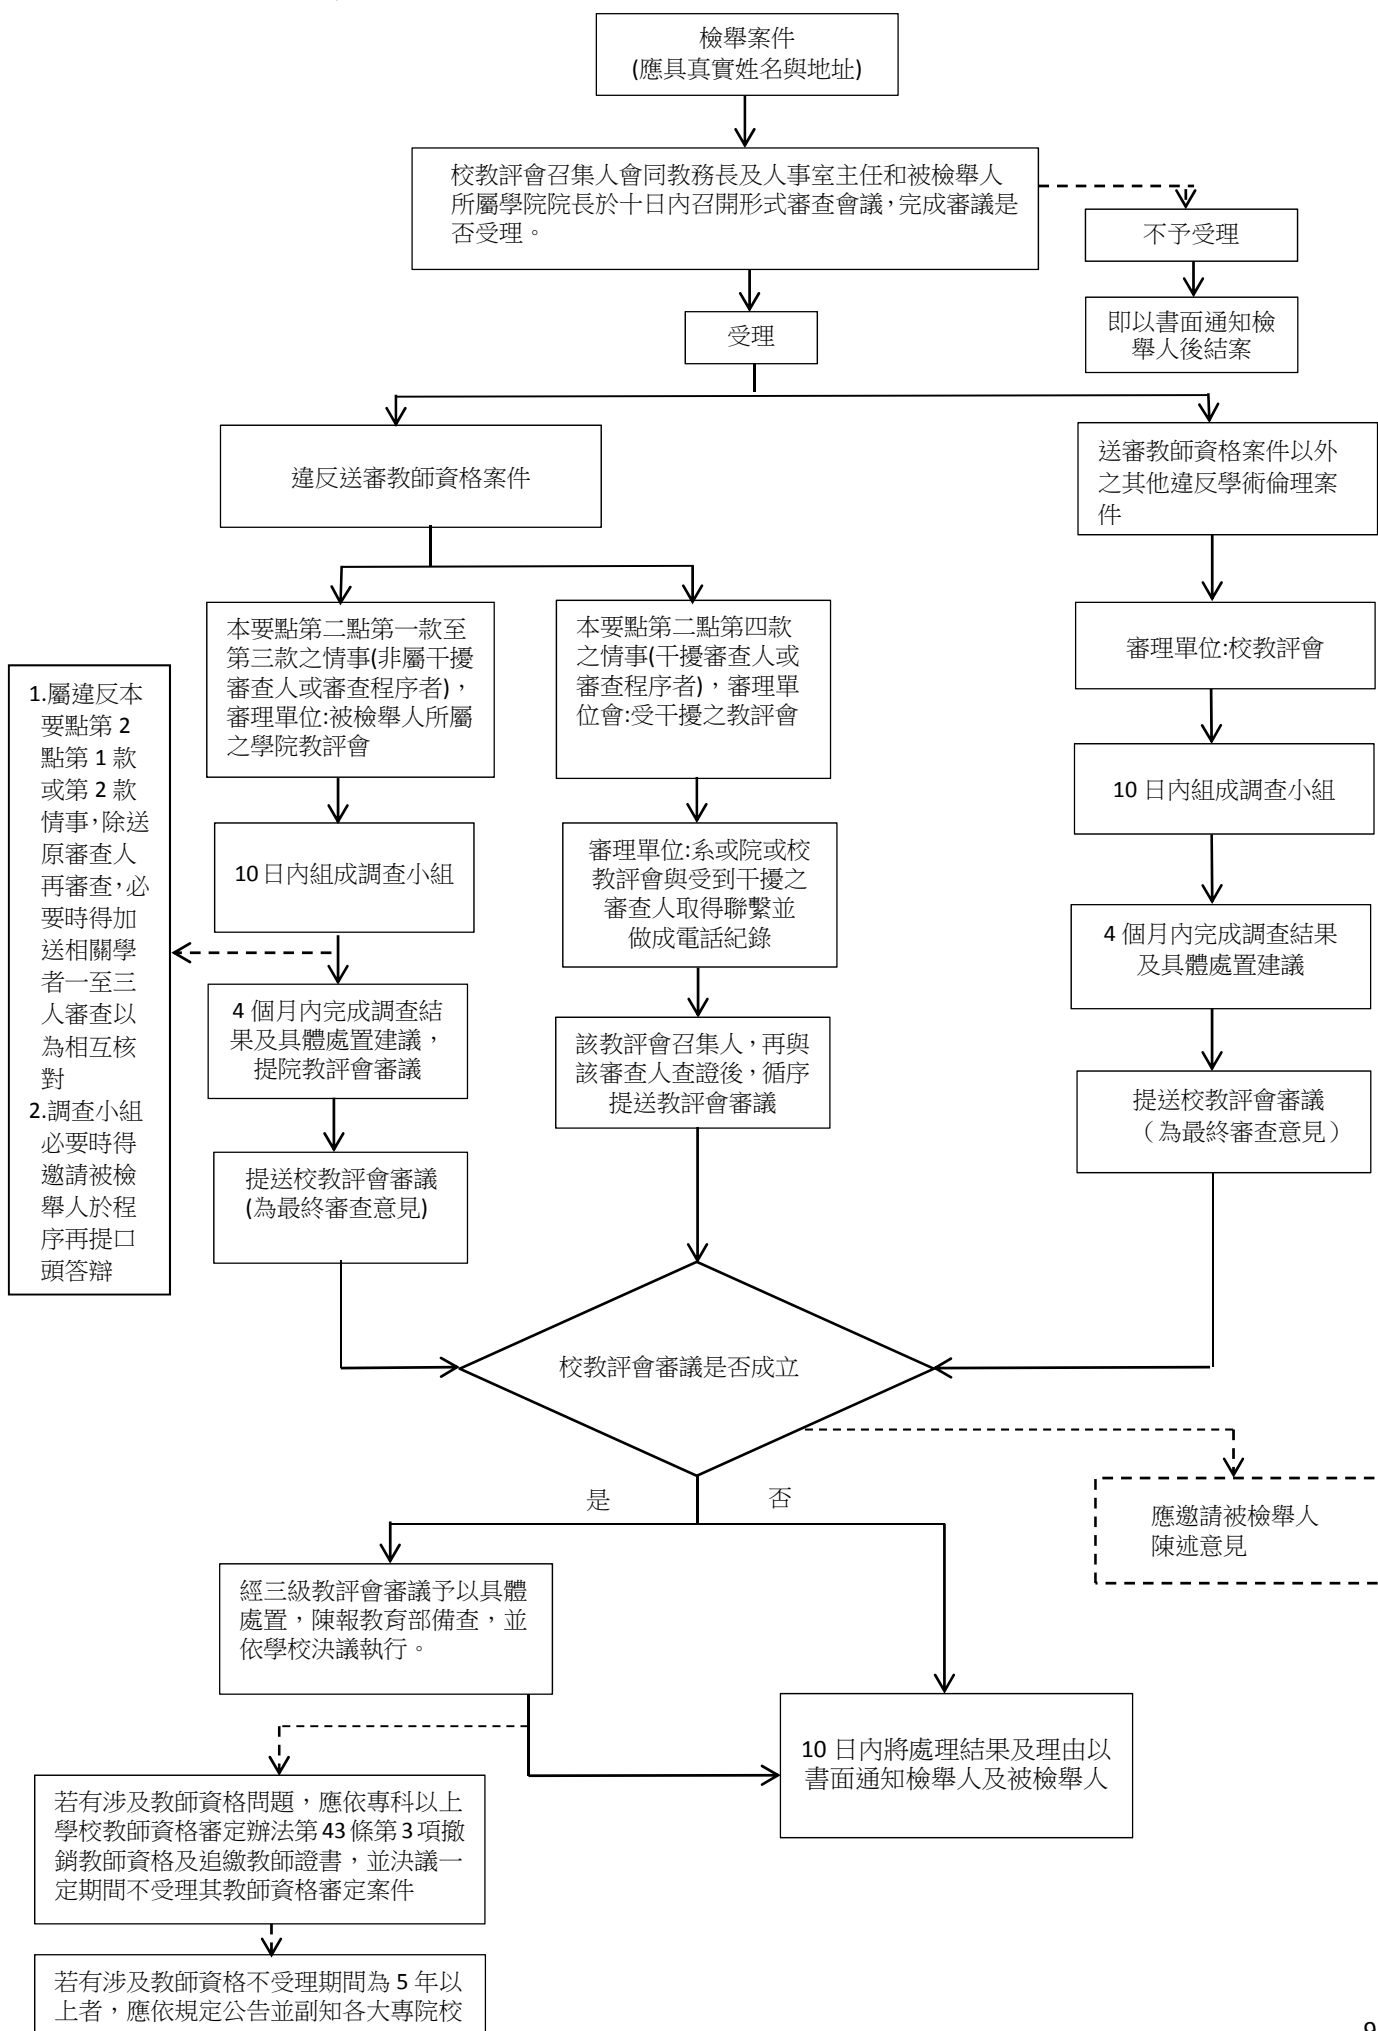 檢舉案件
(應具真實姓名與地址)
校教評會召集人會同教務長及人事室主任和被檢舉人
所屬學院院長於十日內召開形式審查會議，完成審議是
否受理。
不予受理
即以書面通知檢
舉人後結案
受理
違反送審教師資格案件
送審教師資格案件以外
之其他違反學術倫理案
件
本要點第二點第一款至
第三款之情事(非屬干擾
審查人或審查程序者)，
審理單位:被檢舉人所屬
之學院教評會
本要點第二點第四款
之情事(干擾審查人或
審查程序者)，審理單
位會:受干擾之教評會
審理單位:校教評會
1.屬違反本
要點第 2
點第 1 款
或第 2 款
情事，除送
原審查人
再審查，必
要時得加
送相關學
者一至三
人審查以
為相互核
對
2.調查小組
必要時得
邀請被檢
舉人於程
序再提口
頭答辯
10 日內組成調查小組
審理單位:系或院或校
教評會與受到干擾之
審查人取得聯繫並
做成電話紀錄
10 日內組成調查小組
4 個月內完成調查結
果及具體處置建議，
提院教評會審議
該教評會召集人，再與
該審查人查證後，循序
提送教評會審議
4 個月內完成調查結果
及具體處置建議
提送校教評會審議
(為最終審查意見)
提送校教評會審議
（為最終審查意見）
校教評會審議是否成立
是
否
應邀請被檢舉人
陳述意見
經三級教評會審議予以具體
處置，陳報教育部備查，並
依學校決議執行。
10 日內將處理結果及理由以
書面通知檢舉人及被檢舉人
若有涉及教師資格問題，應依專科以上
學校教師資格審定辦法第 43 條第 3 項撤
銷教師資格及追繳教師證書，並決議一
定期間不受理其教師資格審定案件
若有涉及教師資格不受理期間為 5 年以
上者，應依規定公告並副知各大專院校
9